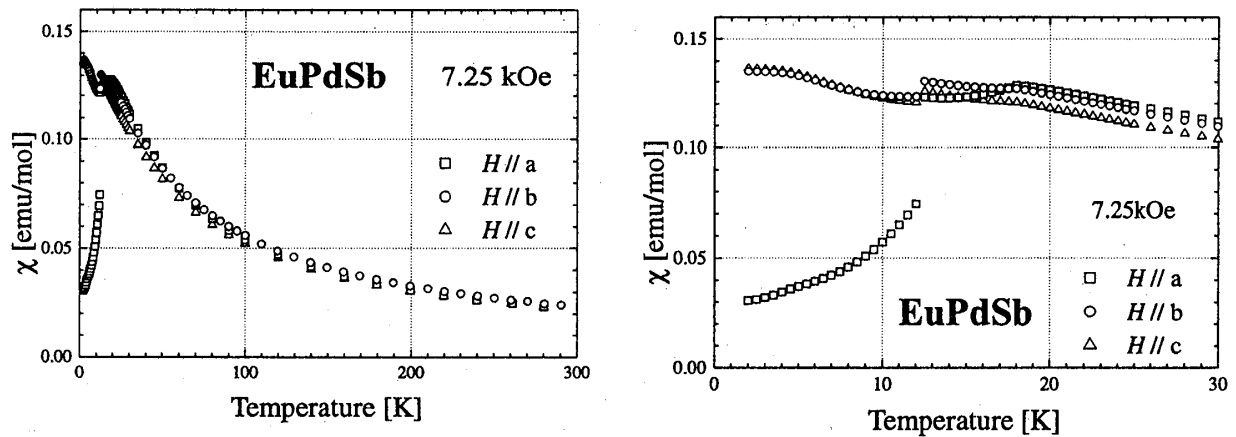 0.15
0.10
0.05
0.00
χ [emu/mol]
EuPdSb
7.25 kOe
H // a
H // b
H // c
0
100
200
300
Temperature [K]
0.15
0.10
0.05
0.00
χ [emu/mol]
7.25kOe
EuPdSb
H // a
H // b
H // c
0
10
20
30
Temperature [K]